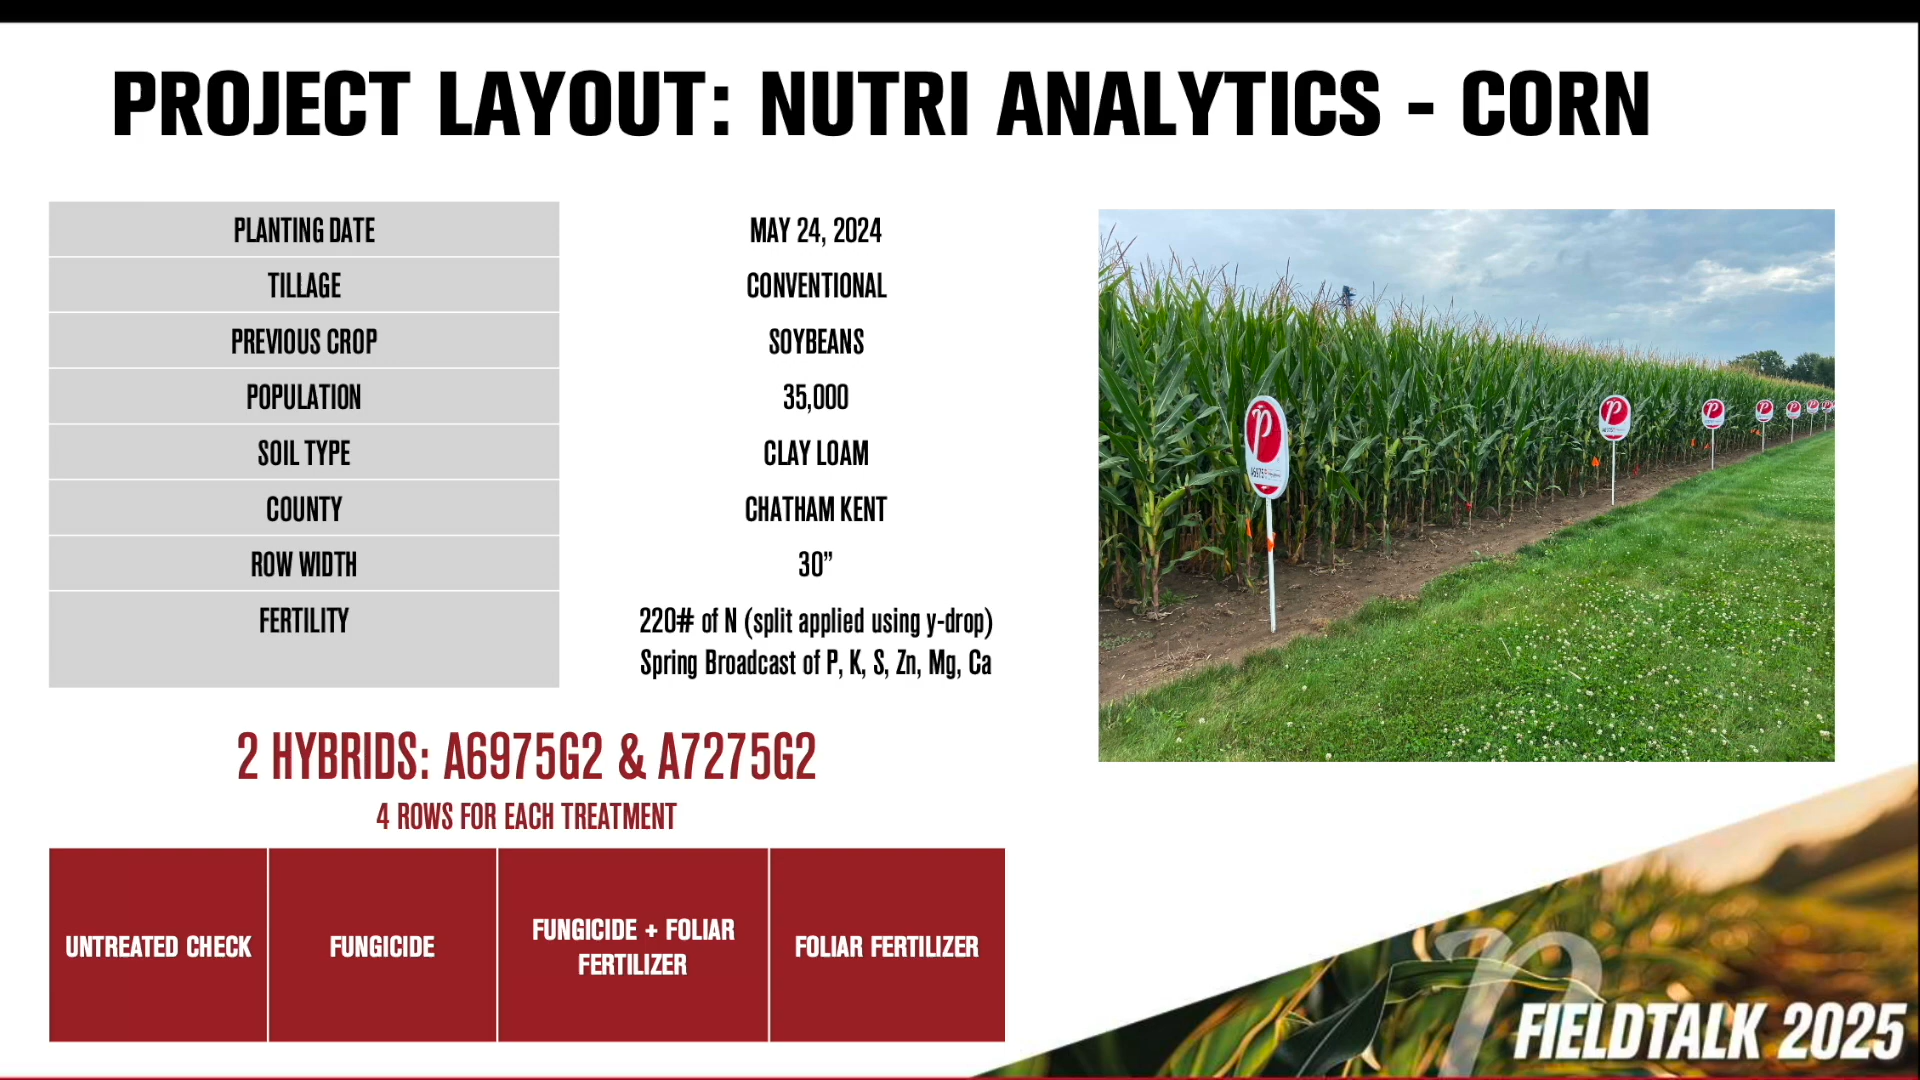 PROJECT LAYOUT: NUTRI ANALYTICS - CORN
PLANTING DATE MAY 24, 2024
TILLAGE CONVENTIONAL
PREVIOUS CROP SOYBEANS
POPULATION 35,000
SOIL TYPE CLAY LOAM
COUNTY CHATHAM KENT
ROW WIDTH 30”
FERTILITY 220# of N (split applied using y-drop)
Spring Broadcast of P, K, S, Zn, Mg, Ca
2 HYBRIDS: A6975G2 & A7275G2
4 ROWS FOR EACH TREATMENT
UNTREATED CHECK
FUNGICIDE
FUNGICIDE + FOLIAR
FERTILIZER
FOLIAR FERTILIZER
p
FIELDTALK 2025